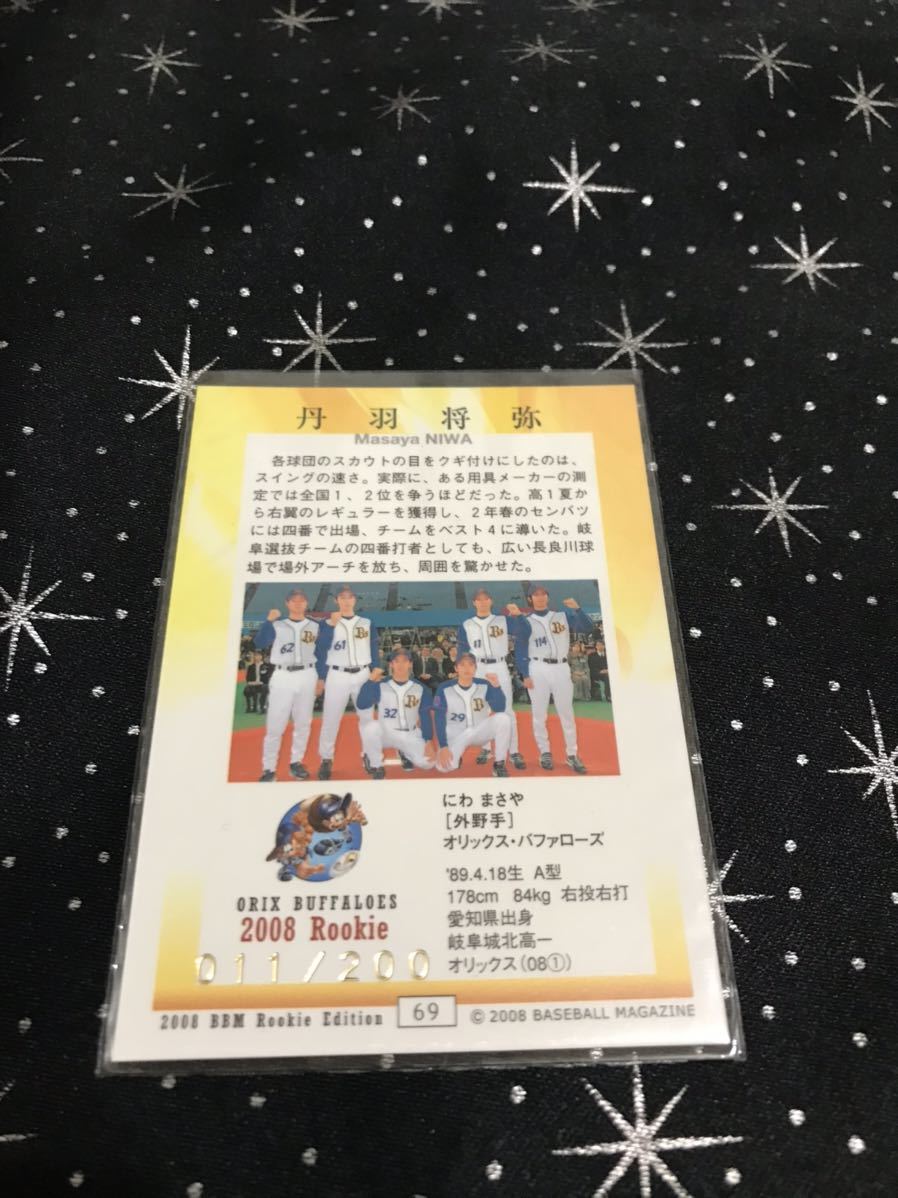 丹羽将弥
Masaya NIWA
各球団のスカウトの目をクギ付けにしたのは、
スイングの速さ。実際に、ある用具メーカーの測
定では全国1、2位を争うほどだった。高1夏か
ら右翼のレギュラーを獲得し、2年春のセンバツ
には四番で出場、チームをベスト4に導いた。岐
阜選抜チームの四番打者としても、広い長良川球
場で場外アーチを放ち、周囲を驚かせた。
62
61
11
114
32
29
にわ まさや
[外野手]
オリックス・バファローズ
'89.4.18生 A型
178cm 84kg 右投右打
愛知県出身
岐阜城北高一
オリックス(08①)
ORIX BUFFALOES
2008 Rookie
011/200
2008 BBM Rookie Edition
69
© 2008 BASEBALL MAGAZINE